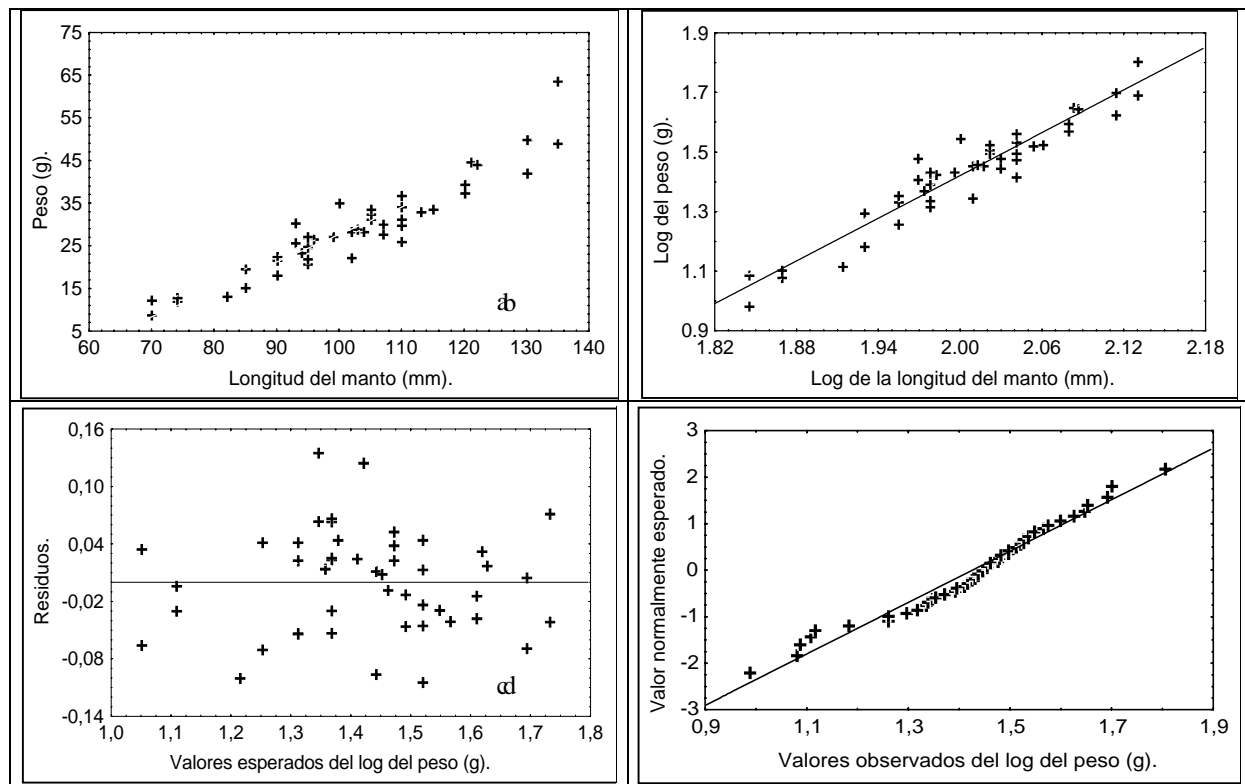 75
65
55
45
35
25
15
5
60 70 80 90 100 110 120 130 140
Peso (g).
Longitud del manto (mm).
ab
1.9
1.7
1.5
1.3
1.1
0.9
1.82 1.88 1.94 2.00 2.06 2.12 2.18
Log del peso (g).
Log de la longitud del manto (mm).
0,16
0,10
0,04
-0,02
-0,08
-0,14
1,0 1,1 1,2 1,3 1,4 1,5 1,6 1,7 1,8
Residuos.
Valores esperados del log del peso (g).
cd
3
2
1
0
-1
-2
-3
0,9 1,1 1,3 1,5 1,7 1,9
Valor normalmente esperado.
Valores observados del log del peso (g).